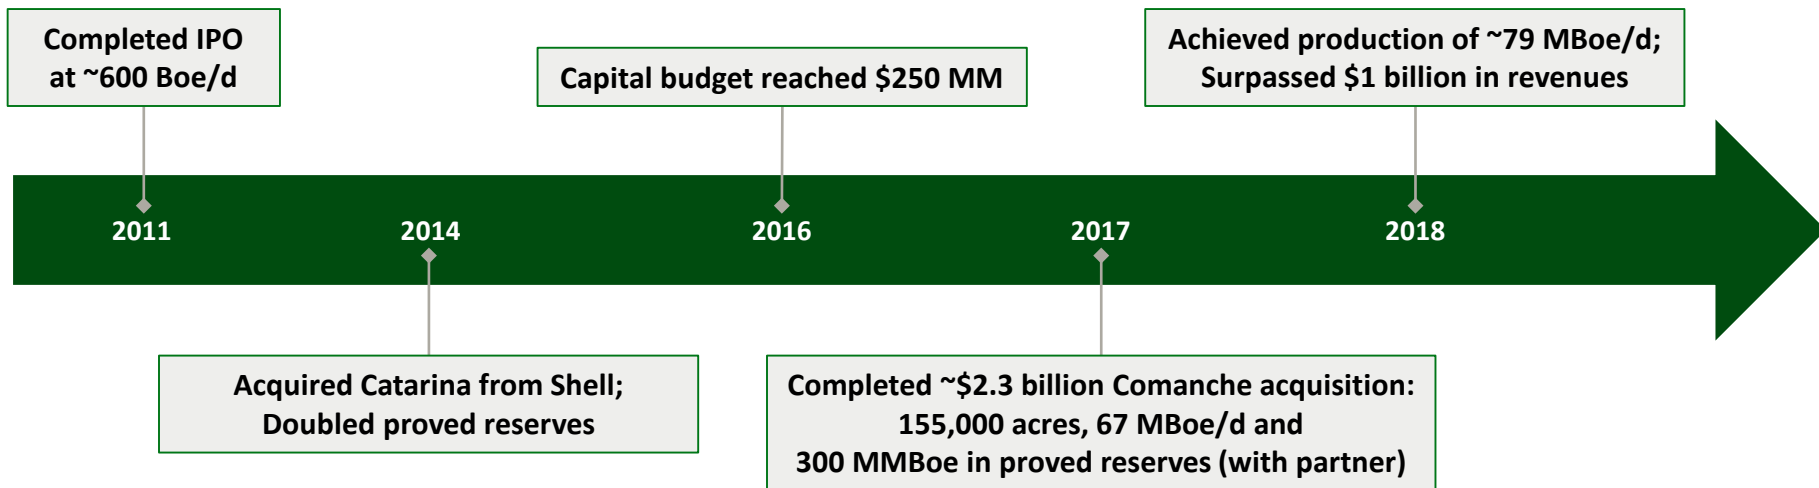 Completed IPO
at ~600 Boe/d
Capital budget reached $250 MM
Achieved production of ~79 MBoe/d;
Surpassed $1 billion in revenues
2011
2014
2016
2017
2018
Acquired Catarina from Shell;
Doubled proved reserves
Completed ~$2.3 billion Comanche acquisition:
155,000 acres, 67 MBoe/d and
300 MMBoe in proved reserves (with partner)